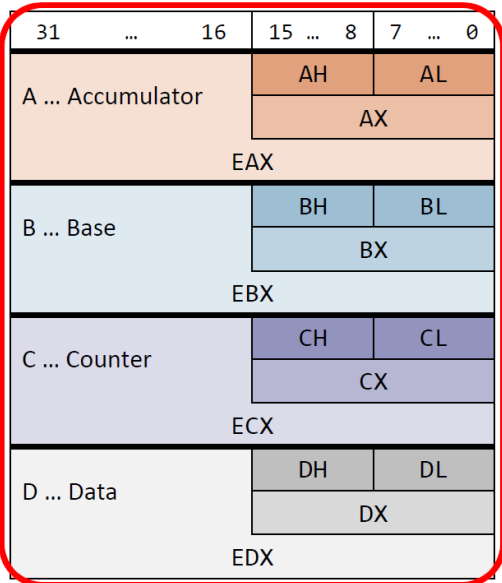 31 … 16 15 … 8 7 … 0
AH AL
A … Accumulator
AX
EAX
BH BL
B … Base
BX
EBX
CH CL
C … Counter
CX
ECX
DH DL
D … Data
DX
EDX